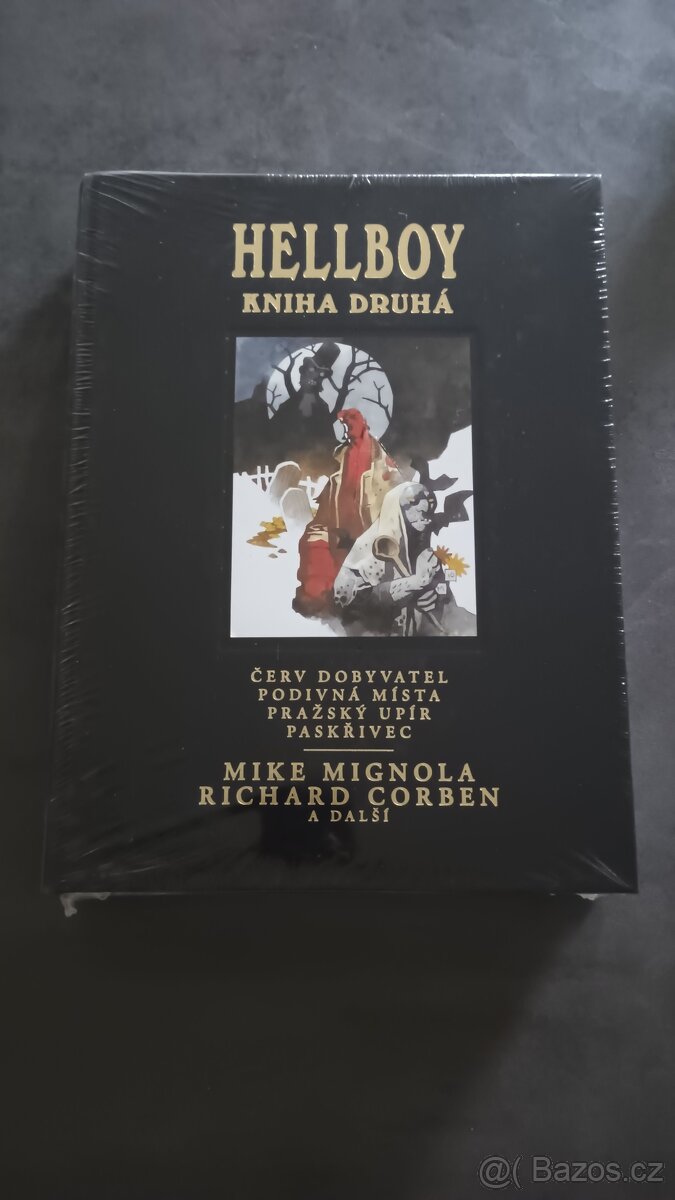 HELLBOY
KNIHA DRUHÁ
ČERV DOBYVATEL
PODIVNÁ MÍSTA
PRAŽSKÝ UPÍR
PASKŘIVEC
MIKE MIGNOLA
RICHARD CORBEN
A DALŠÍ
@( Bazos.cz